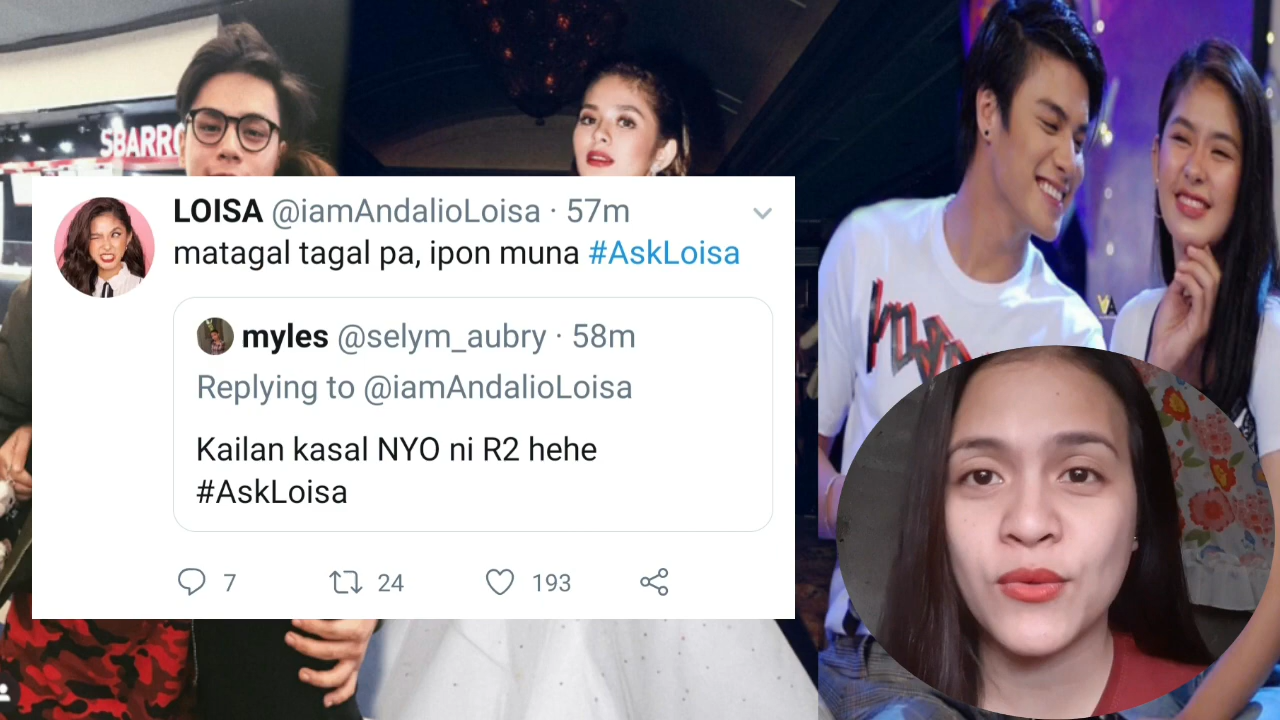 SBARRO
LOISA @iamAndalioLoisa · 57m
matagal tagal pa, ipon muna #AskLoisa
myles @selym_aubry · 58m
Replying to @iamAndalioLoisa
Kailan kasal NYO ni R2 hehe
#AskLoisa
7 24 193